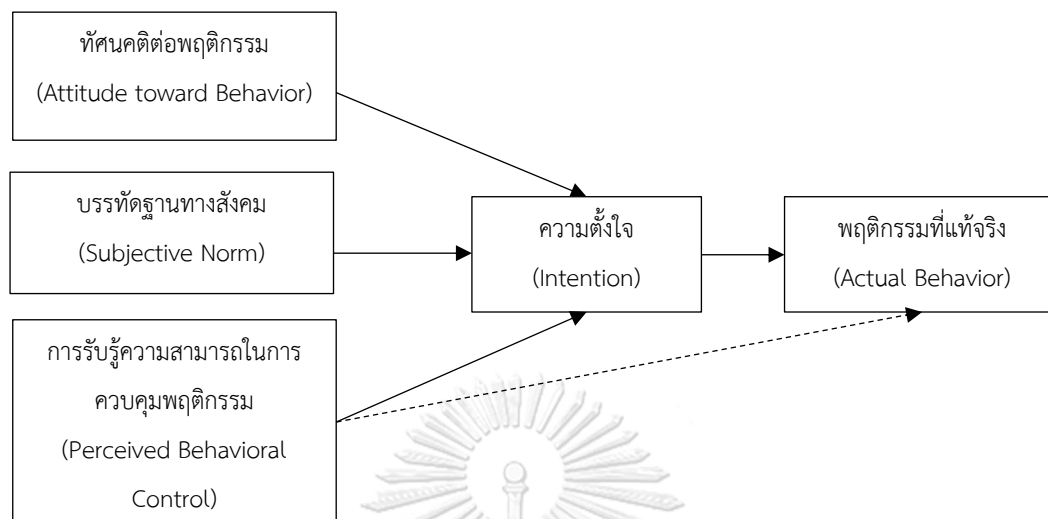 ทัศนคติต่อพฤติกรรม
(Attitude toward Behavior)
บรรทัดฐานทางสังคม
(Subjective Norm)
การรับรู้ความสามารถในการ
ควบคุมพฤติกรรม
(Perceived Behavioral
Control)
ความตั้งใจ
(Intention)
พฤติกรรมที่แท้จริง
(Actual Behavior)